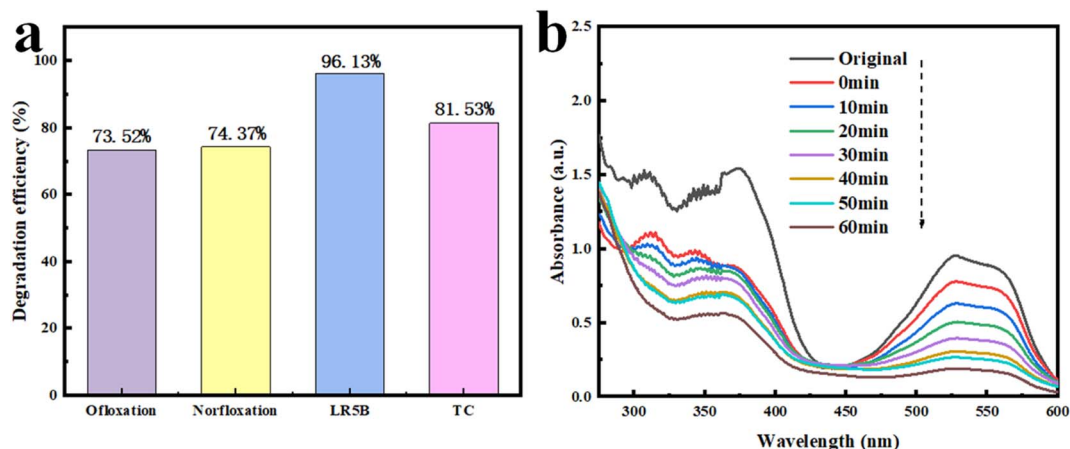 a
Degradation efficiency (%)
100
80
60
40
20
0
73.52%
74.37%
96.13%
81.53%
Ofloxation
Norfloxation
LR5B
TC
b
Absorbance (a.u.)
2.5
2.0
1.5
1.0
0.5
0.0
Original
0min
10min
20min
30min
40min
50min
60min
300
350
400
450
500
550
600
Wavelength (nm)